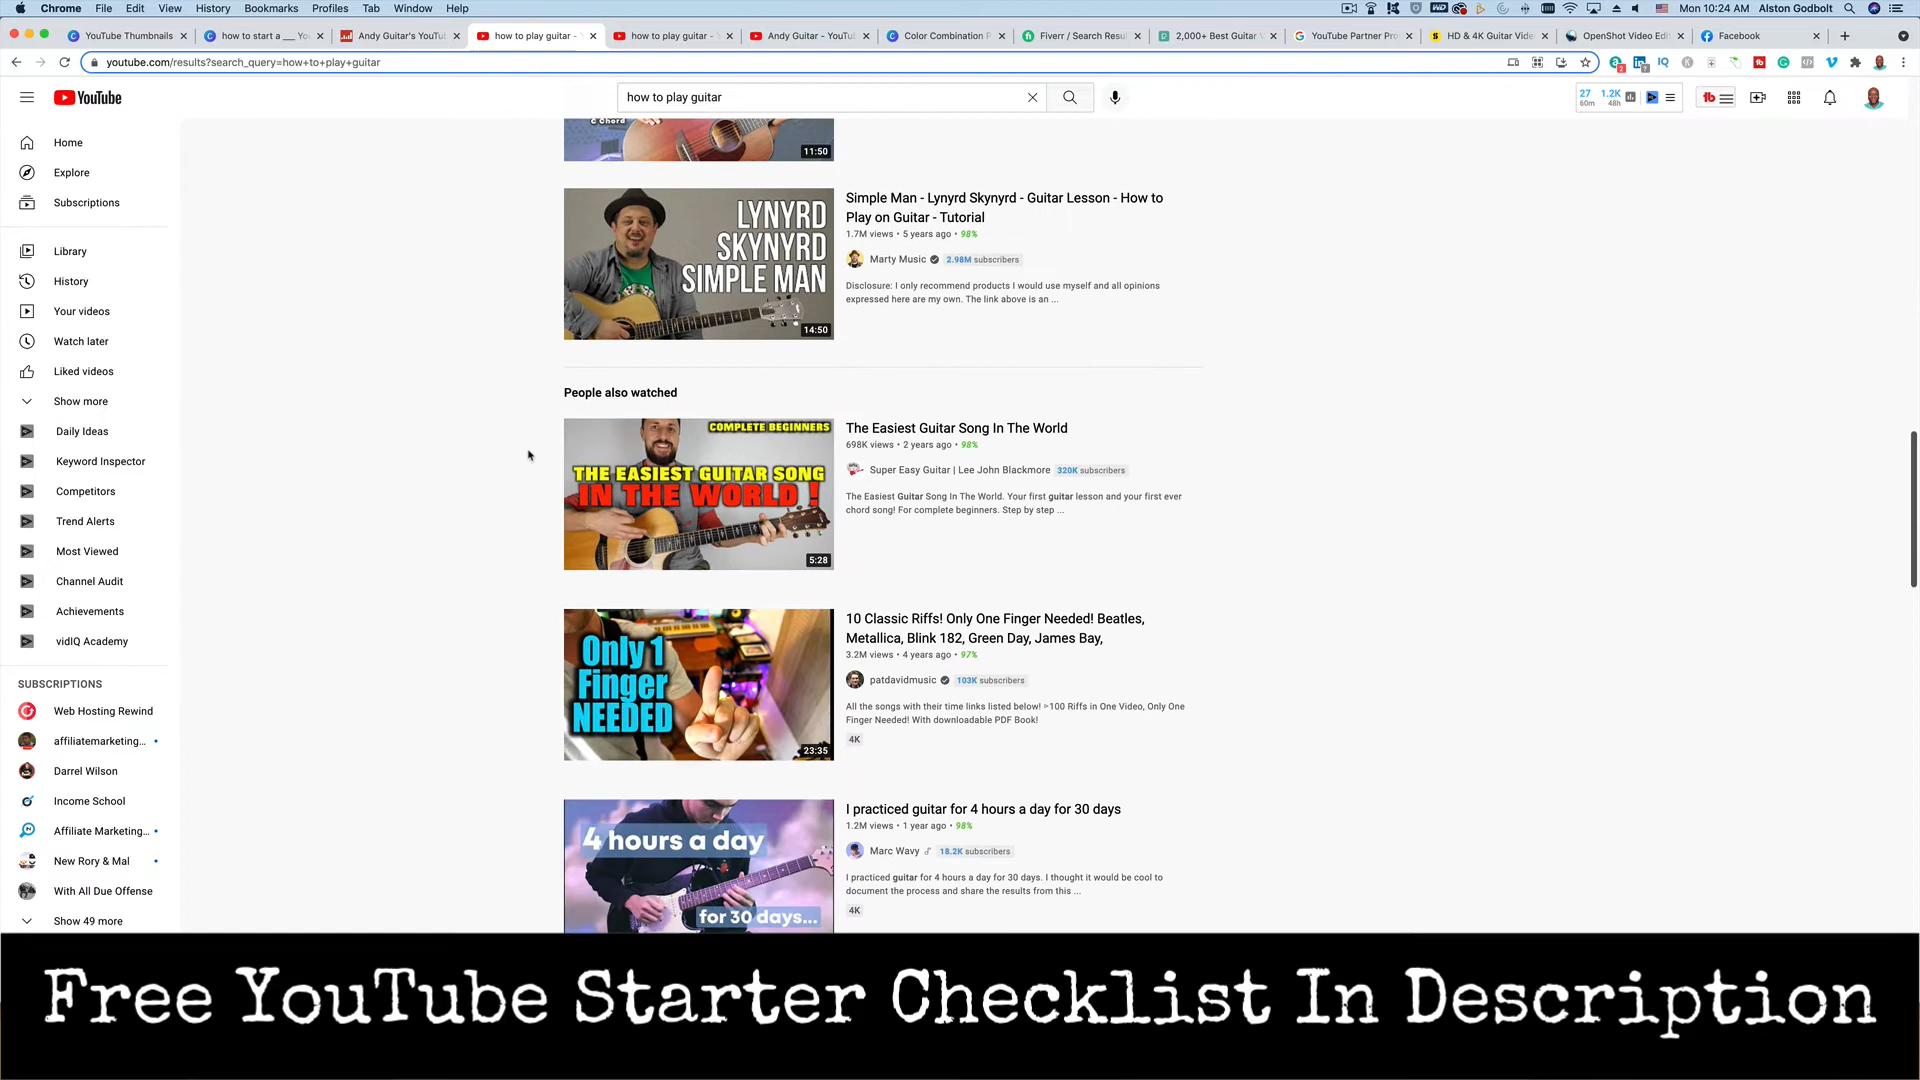 Chrome File Edit View History Bookmarks Profiles Tab Window Help
Mon 10:24 AM Alston Godbolt
YouTube Thumbnails
how to start a ___ Yo
Andy Guitar's YouTu
how to play guitar -
how to play guitar -
Andy Guitar - YouTu
Color Combination P
Fiverr / Search Resu
2,000+ Best Guitar V
YouTube Partner Pro
HD & 4K Guitar Vide
OpenShot Video Edi
Facebook
youtube.com/results?search_query=how+to+play+guitar
YouTube
how to play guitar
27 60m 1.2K 48h
Home
Explore
Subscriptions
Library
History
Your videos
Watch later
Liked videos
Show more
Daily Ideas
Keyword Inspector
Competitors
Trend Alerts
Most Viewed
Channel Audit
Achievements
vidIQ Academy
SUBSCRIPTIONS
Web Hosting Rewind
affiliatemarketing...
Darrel Wilson
Income School
Affiliate Marketing...
New Rory & Mal
With All Due Offense
Show 49 more
C Chord
11:50
LYNYRD
SKYNYRD
SIMPLE MAN
14:50
Simple Man - Lynyrd Skynyrd - Guitar Lesson - How to
Play on Guitar - Tutorial
1.7M views • 5 years ago • 98%
Marty Music 2.98M subscribers
Disclosure: I only recommend products I would use myself and all opinions
expressed here are my own. The link above is an ...
People also watched
COMPLETE BEGINNERS
THE EASIEST GUITAR SONG
IN THE WORLD !
5:28
The Easiest Guitar Song In The World
698K views • 2 years ago • 98%
Super Easy Guitar | Lee John Blackmore 320K subscribers
The Easiest Guitar Song In The World. Your first guitar lesson and your first ever
chord song! For complete beginners. Step by step ...
Only 1
Finger
NEEDED
23:35
10 Classic Riffs! Only One Finger Needed! Beatles,
Metallica, Blink 182, Green Day, James Bay,
3.2M views • 4 years ago • 97%
patdavidmusic 103K subscribers
All the songs with their time links listed below! ►100 Riffs in One Video, Only One
Finger Needed! With downloadable PDF Book!
4K
4 hours a day
for 30 days...
I practiced guitar for 4 hours a day for 30 days
1.2M views • 1 year ago • 98%
Marc Wavy 18.2K subscribers
I practiced guitar for 4 hours a day for 30 days. I thought it would be cool to
document the process and share the results from this ...
4K
Free YouTube Starter Checklist In Description